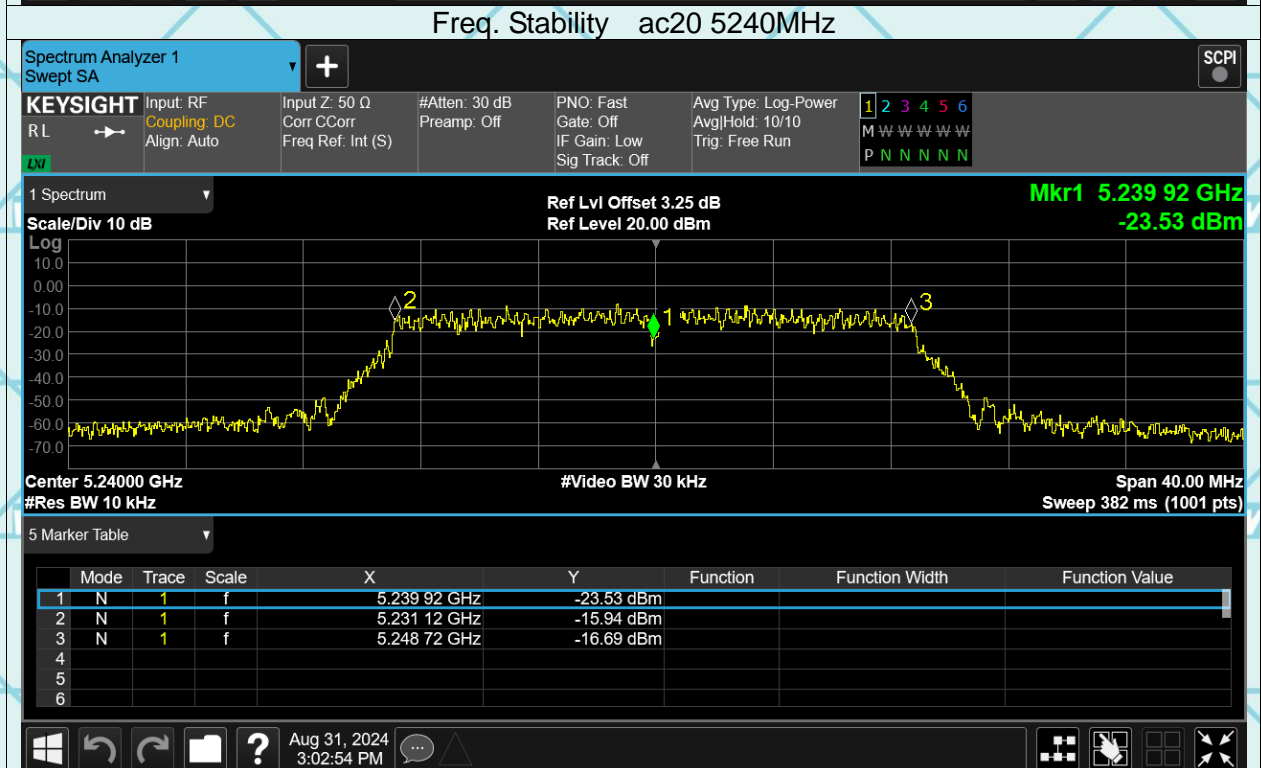 Freq. Stability ac20 5240MHz
Spectrum Analyzer 1
Swept SA
+
SCPI
KEYSIGHT
R L
LXI
Input: RF
Coupling: DC
Align: Auto
Input Z: 50 Ω
Corr CCorr
Freq Ref: Int (S)
#Atten: 30 dB
Preamp: Off
PNO: Fast
Gate: Off
IF Gain: Low
Sig Track: Off
Avg Type: Log-Power
Avg|Hold: 10/10
Trig: Free Run
1 2 3 4 5 6
M W W W W W
P N N N N N
1 Spectrum
Scale/Div 10 dB
Ref Lvl Offset 3.25 dB
Ref Level 20.00 dBm
Mkr1 5.239 92 GHz
-23.53 dBm
Log
10.0
0.00
-10.0
-20.0
-30.0
-40.0
-50.0
-60.0
-70.0
2
1
3
Center 5.24000 GHz
#Video BW 30 kHz
Span 40.00 MHz
#Res BW 10 kHz
Sweep 382 ms (1001 pts)
5 Marker Table
Mode Trace Scale X Y Function Function Width Function Value
1 N 1 f 5.239 92 GHz -23.53 dBm
2 N 1 f 5.231 12 GHz -15.94 dBm
3 N 1 f 5.248 72 GHz -16.69 dBm
4
5
6
?
Aug 31, 2024
3:02:54 PM